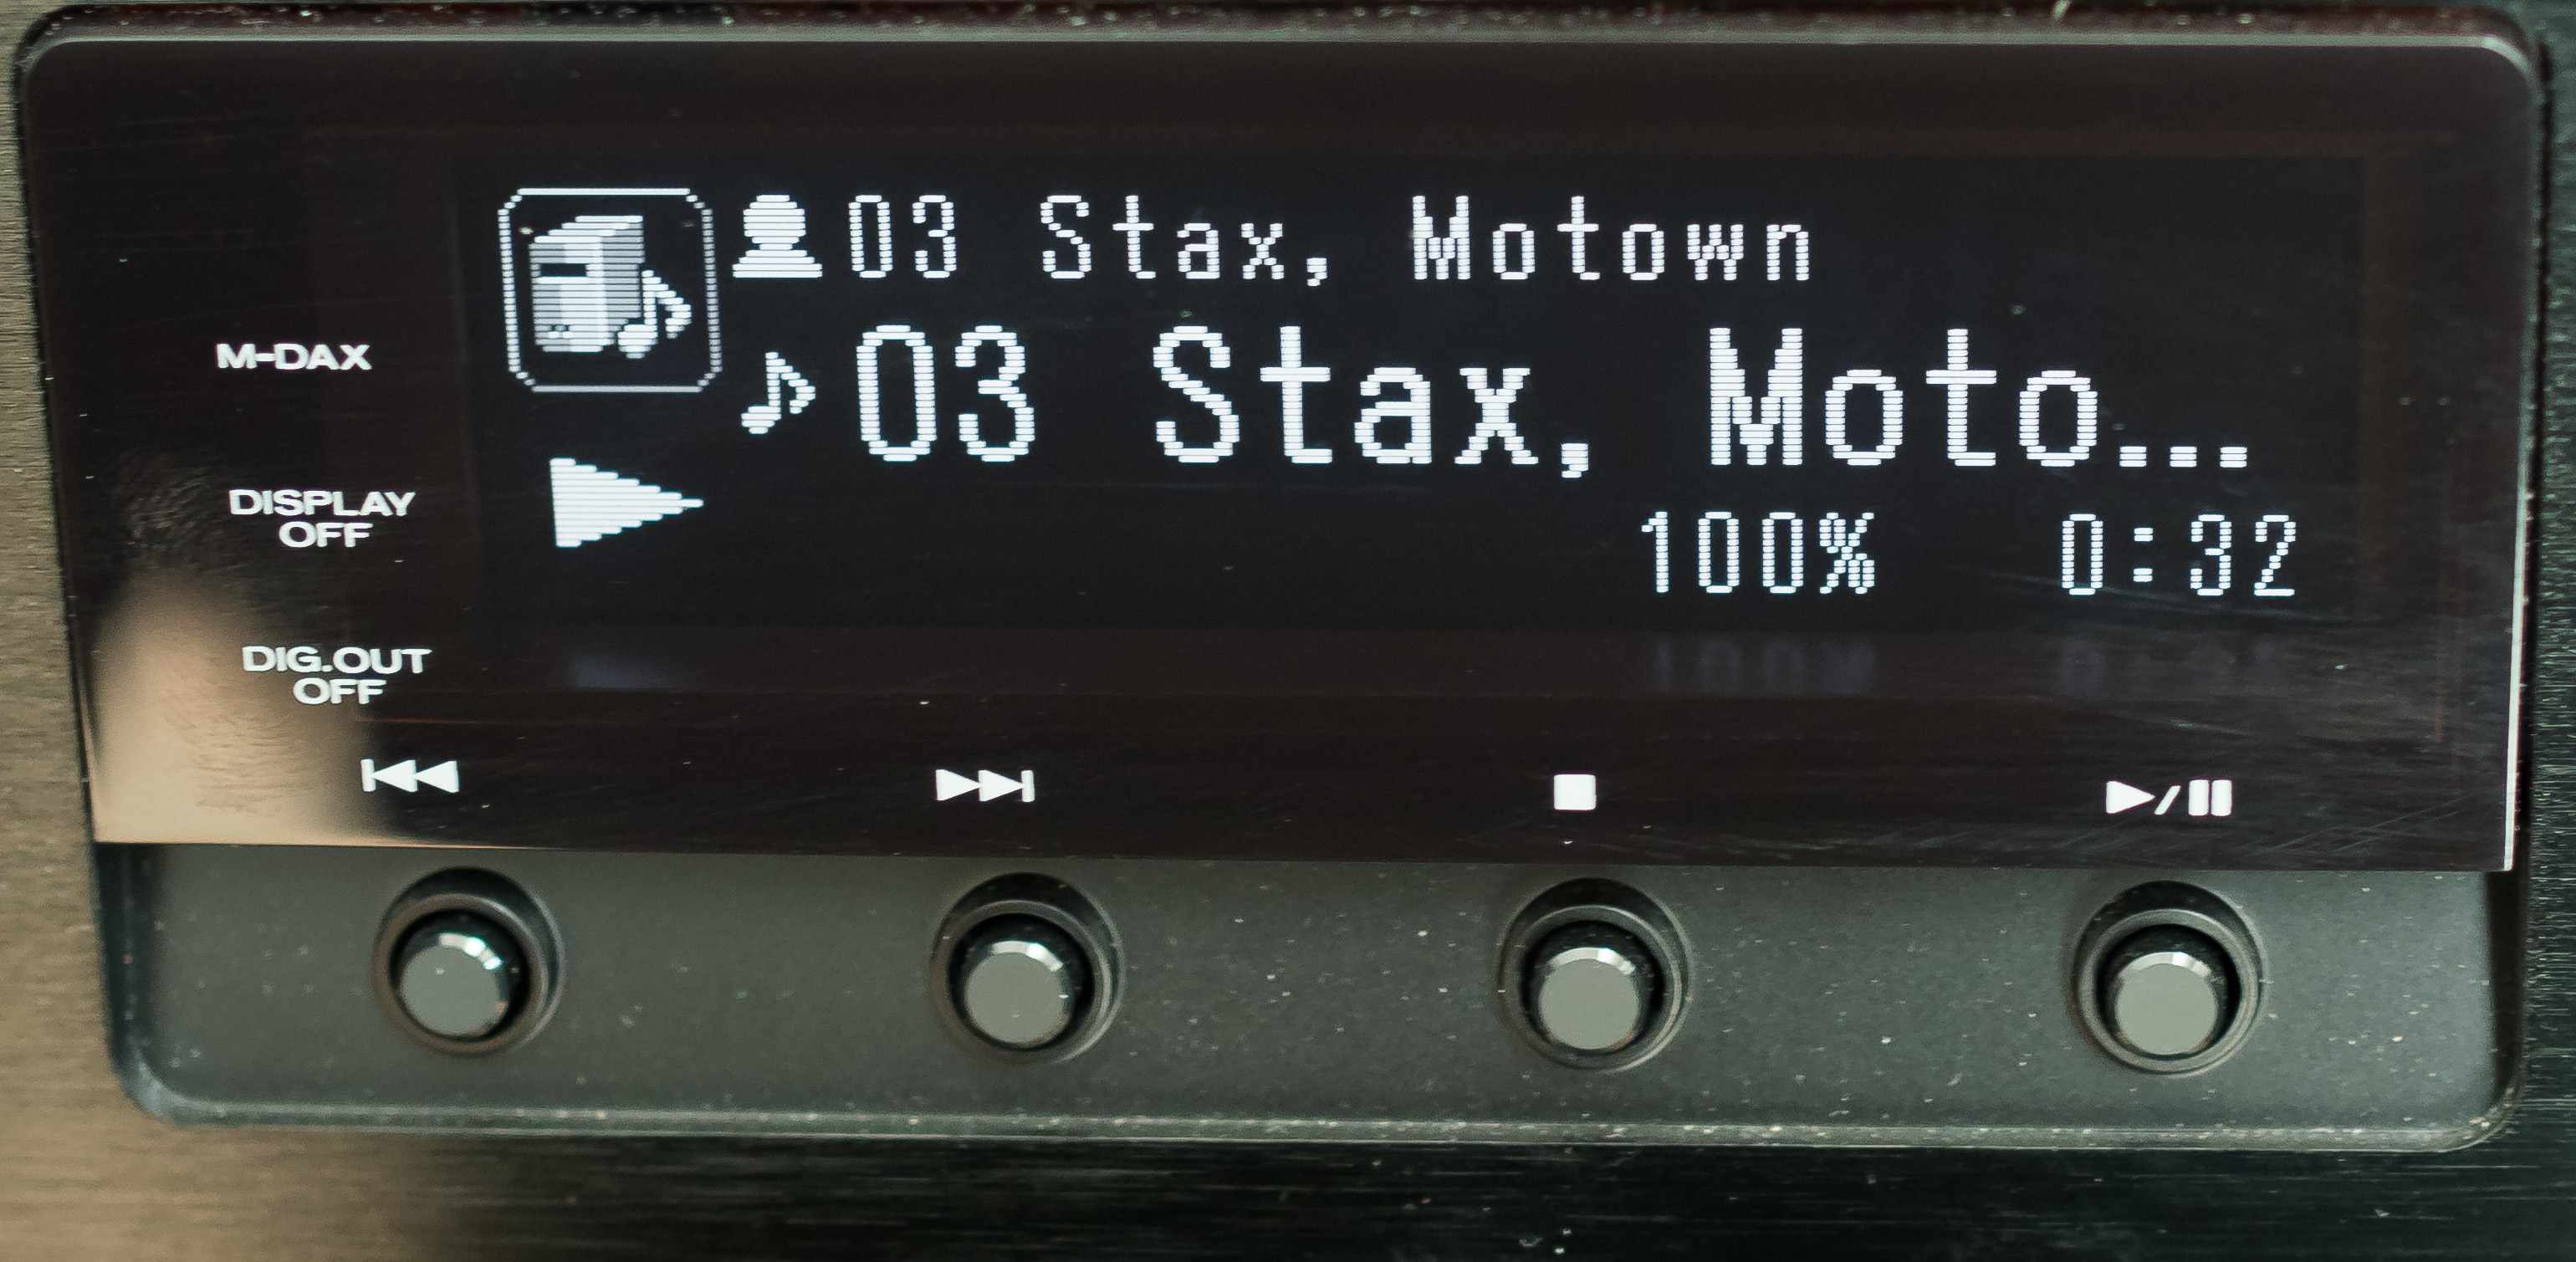 03 Stax, Motown
03 Stax, Moto...
100% 0:32
M-DAX
DISPLAY
OFF
DIG.OUT
OFF